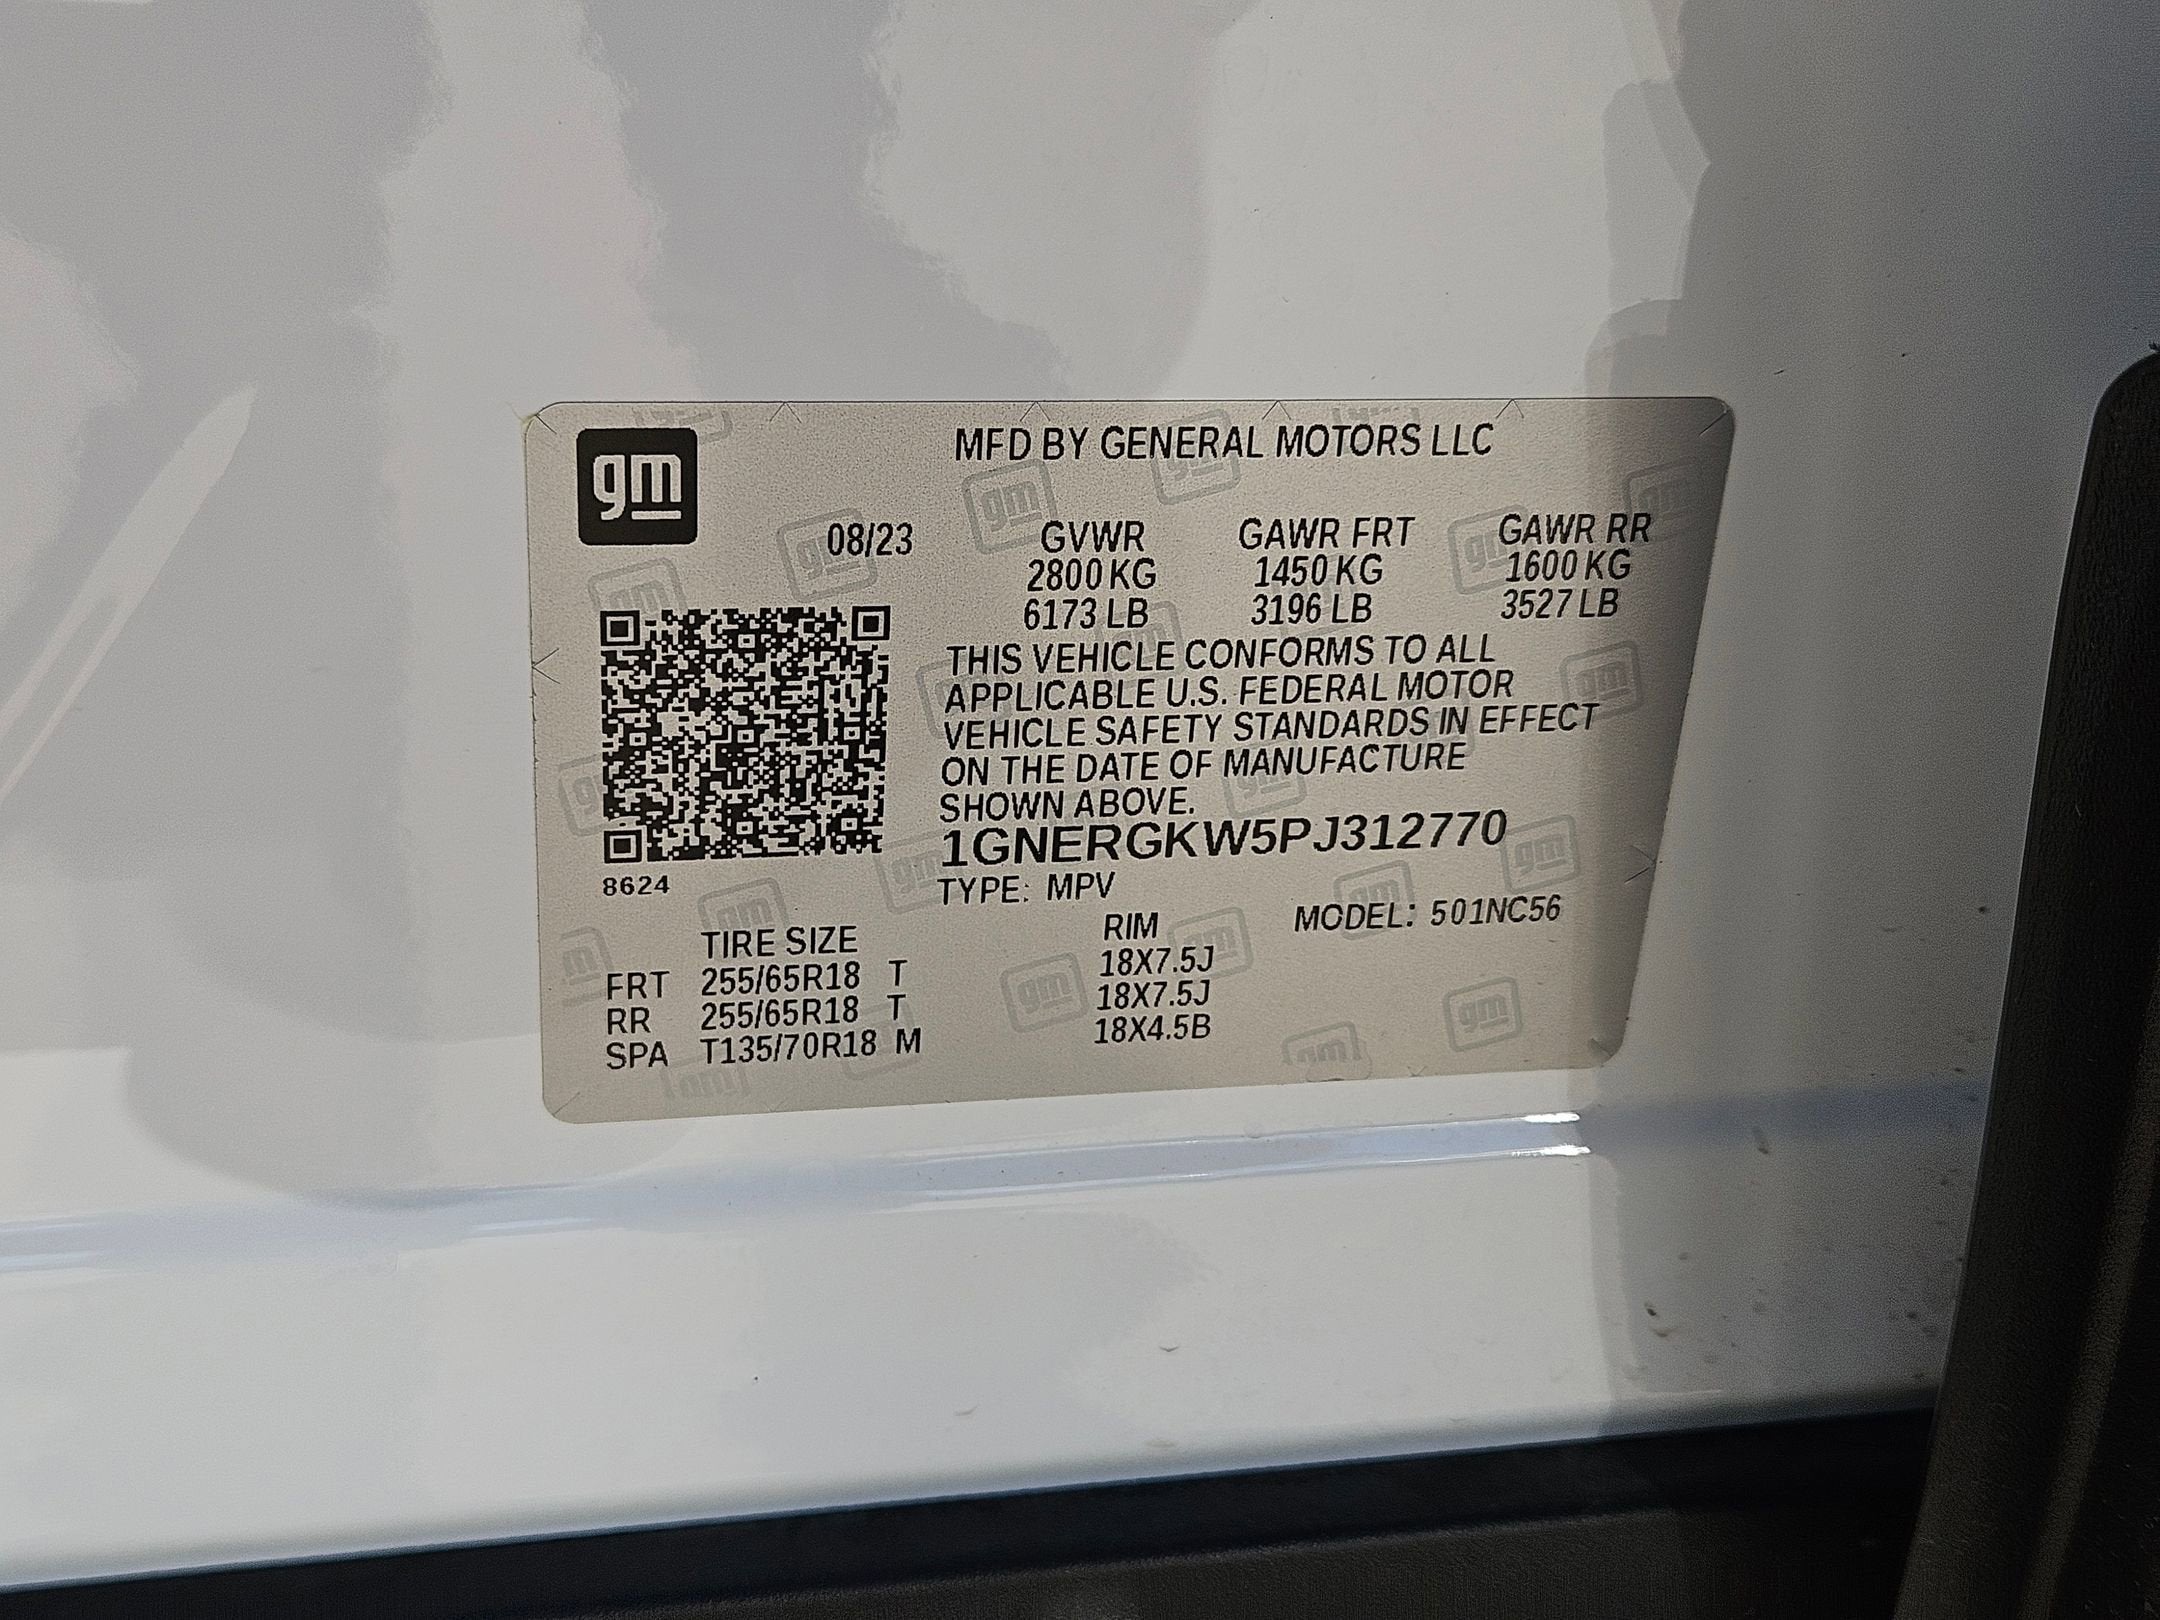 gm
MFD BY GENERAL MOTORS LLC
08/23 GVWR GAWR FRT GAWR RR
2800 KG 1450 KG 1600 KG
6173 LB 3196 LB 3527 LB
THIS VEHICLE CONFORMS TO ALL
APPLICABLE U.S. FEDERAL MOTOR
VEHICLE SAFETY STANDARDS IN EFFECT
ON THE DATE OF MANUFACTURE
SHOWN ABOVE.
1GNERGKW5PJ312770
8624
TYPE: MPV
MODEL: 501NC56
TIRE SIZE RIM
FRT 255/65R18 T 18X7.5J
RR 255/65R18 T 18X7.5J
SPA T135/70R18 M 18X4.5B